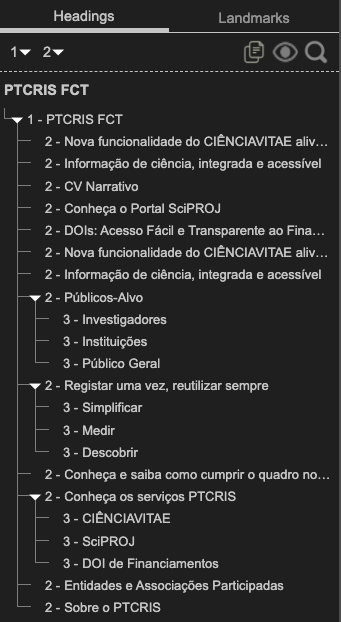 Headings Landmarks
1 2
PTCRIS FCT
1 - PTCRIS FCT
2 - Nova funcionalidade do CIÊNCIAVITAE aliv…
2 - Informação de ciência, integrada e acessível
2 - CV Narrativo
2 - Conheça o Portal SciPROJ
2 - DOIs: Acesso Fácil e Transparente ao Fina…
2 - Nova funcionalidade do CIÊNCIAVITAE aliv…
2 - Informação de ciência, integrada e acessível
2 - Públicos-Alvo
3 - Investigadores
3 - Instituições
3 - Público Geral
2 - Registar uma vez, reutilizar sempre
3 - Simplificar
3 - Medir
3 - Descobrir
2 - Conheça e saiba como cumprir o quadro no…
2 - Conheça os serviços PTCRIS
3 - CIÊNCIAVITAE
3 - SciPROJ
3 - DOI de Financiamentos
2 - Entidades e Associações Participadas
2 - Sobre o PTCRIS